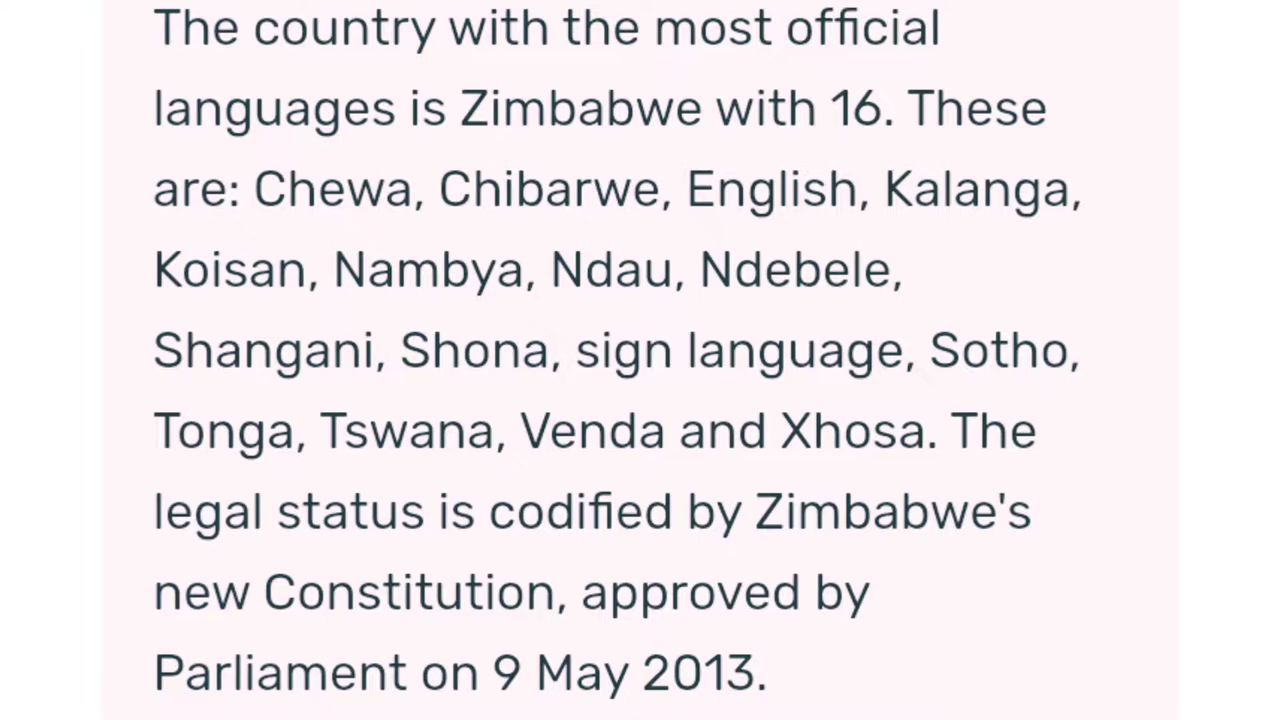 The country with the most official
languages is Zimbabwe with 16. These
are: Chewa, Chibarwe, English, Kalanga,
Koisan, Nambya, Ndau, Ndebele,
Shangani, Shona, sign language, Sotho,
Tonga, Tswana, Venda and Xhosa. The
legal status is codified by Zimbabwe's
new Constitution, approved by
Parliament on 9 May 2013.